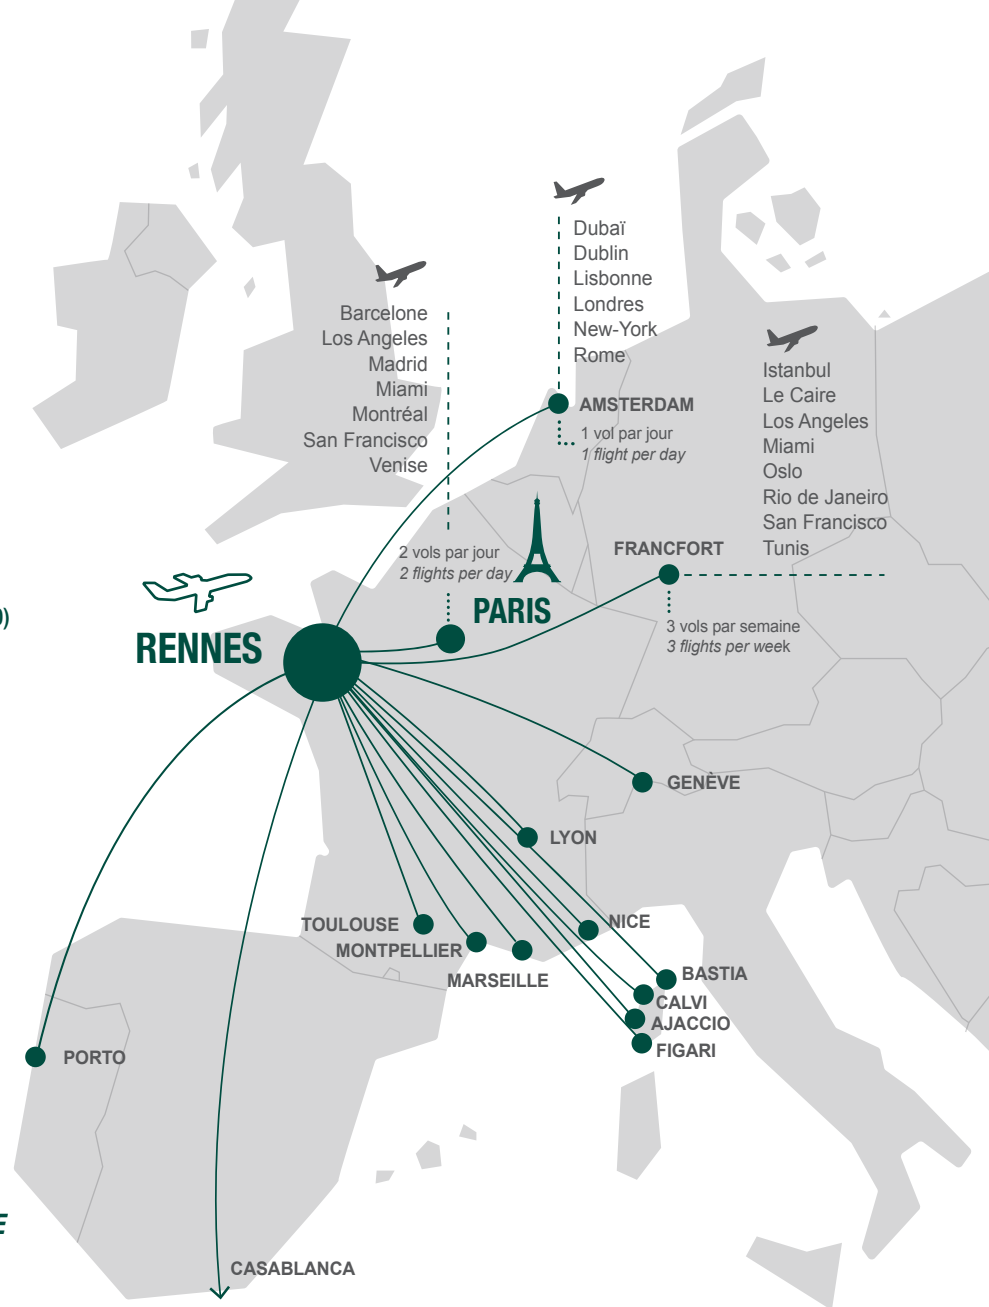 Dubaï
Dublin
Lisbonne
Londres
New-York
Rome
Barcelone
Los Angeles
Madrid
Miami
Montréal
San Francisco
Venise
Istanbul
Le Caire
Los Angeles
Miami
Oslo
Rio de Janeiro
San Francisco
Tunis
AMSTERDAM
1 vol par jour
1 flight per day
2 vols par jour
2 flights per day
FRANCFORT
3 vols par semaine
3 flights per week
PARIS
RENNES
GENÈVE
LYON
TOULOUSE
NICE
MONTPELLIER
MARSEILLE
BASTIA
CALVI
AJACCIO
FIGARI
PORTO
CASABLANCA